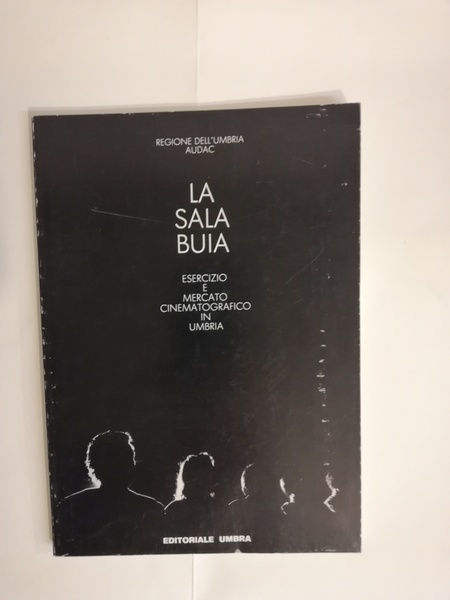 REGIONE DELL'UMBRIA
AUDAC
LA
SALA
BUIA
ESERCIZIO
E
MERCATO
CINEMATOGRAFICO
IN
UMBRIA
EDITORIALE UMBRA